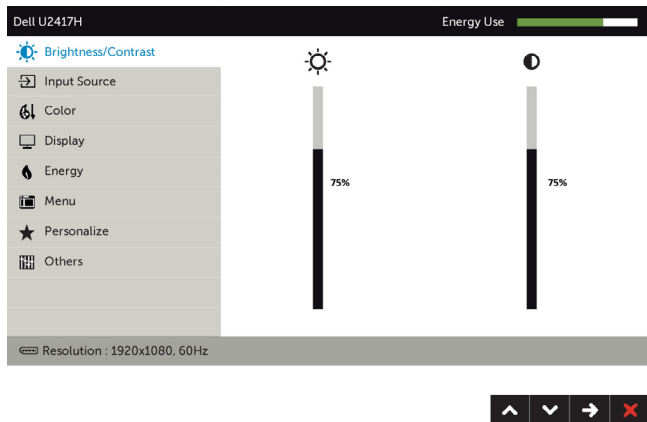 Dell U2417H
Energy Use
Brightness/Contrast
Input Source
Color
Display
Energy
Menu
Personalize
Others
75%
75%
Resolution : 1920x1080, 60Hz